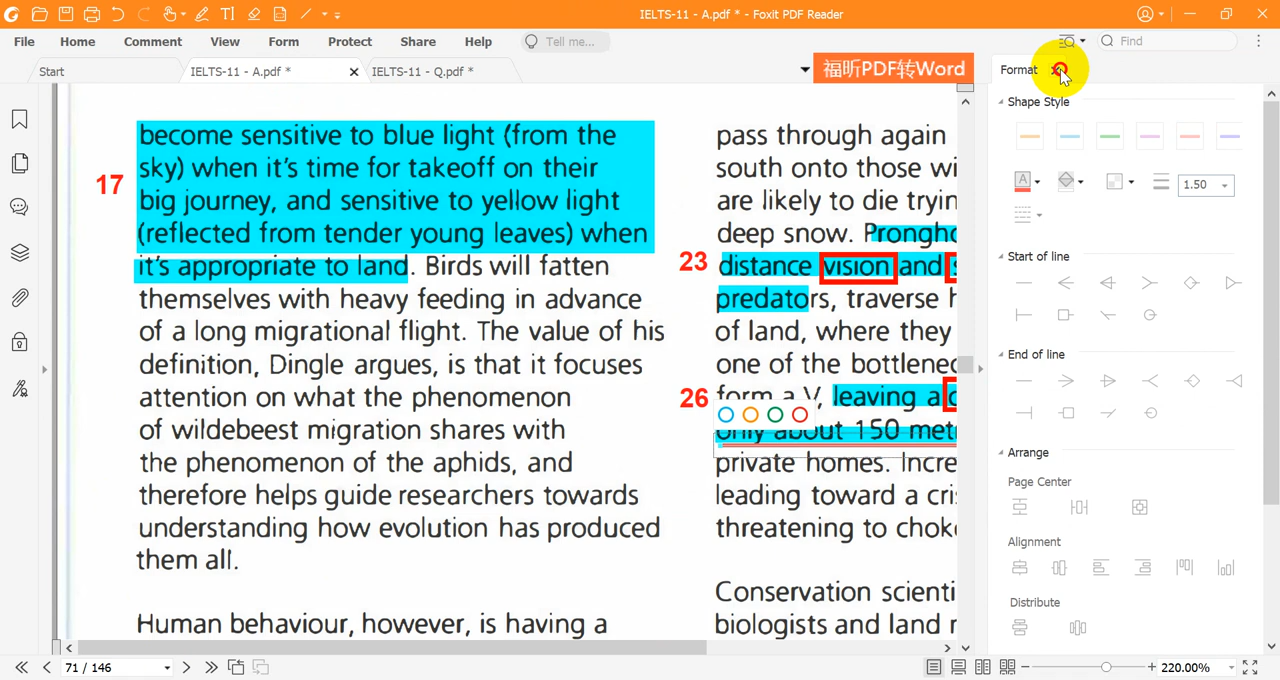 IELTS-11 - A.pdf * - Foxit PDF Reader
File Home Comment View Form Protect Share Help Tell me... Find
Start IELTS-11 - A.pdf * IELTS-11 - Q.pdf * 福昕PDF转Word Format
become sensitive to blue light (from the
sky) when it's time for takeoff on their
17
big journey, and sensitive to yellow light
(reflected from tender young leaves) when
it's appropriate to land. Birds will fatten
themselves with heavy feeding in advance
of a long migrational flight. The value of his
definition, Dingle argues, is that it focuses
attention on what the phenomenon
of wildebeest migration shares with
the phenomenon of the aphids, and
therefore helps guide researchers towards
understanding how evolution has produced
them all.
Human behaviour, however, is having a
pass through again
south onto those wi
are likely to die tryin
deep snow. Prongho
23 distance vision and s
predators, traverse h
of land, where they
one of the bottlenec
26 form a V, leaving a c
only about 150 met
private homes. Incre
leading toward a cri
threatening to chok
Conservation scienti
biologists and land
Shape Style
1.50
Start of line
End of line
Arrange
Page Center
Alignment
Distribute
71 / 146 220.00%